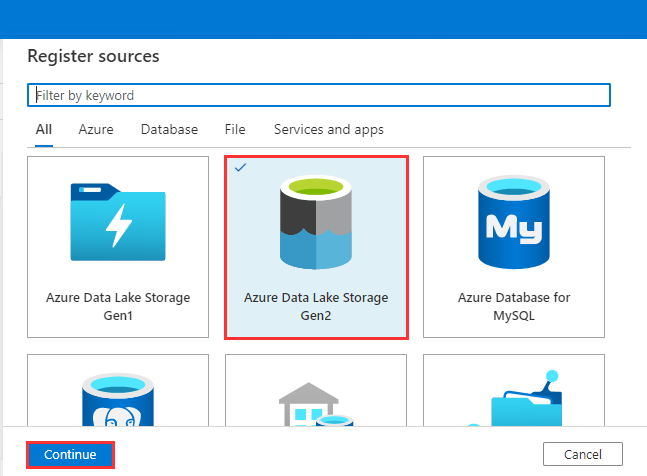 Register sources
Filter by keyword
All Azure Database File Services and apps
My
Azure Data Lake Storage
Gen1
Azure Data Lake Storage
Gen2
Azure Database for
MySQL
Continue
Cancel